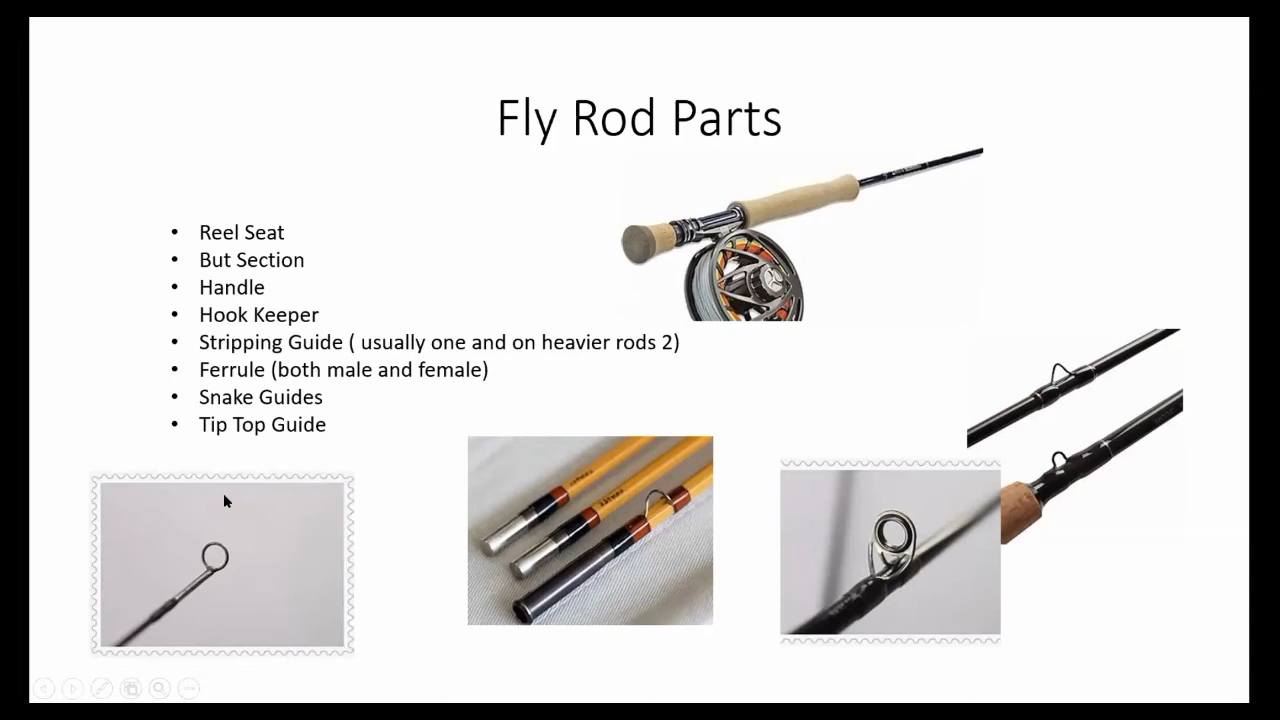 Fly Rod Parts
• Reel Seat
• But Section
• Handle
• Hook Keeper
• Stripping Guide ( usually one and on heavier rods 2)
• Ferrule (both male and female)
• Snake Guides
• Tip Top Guide